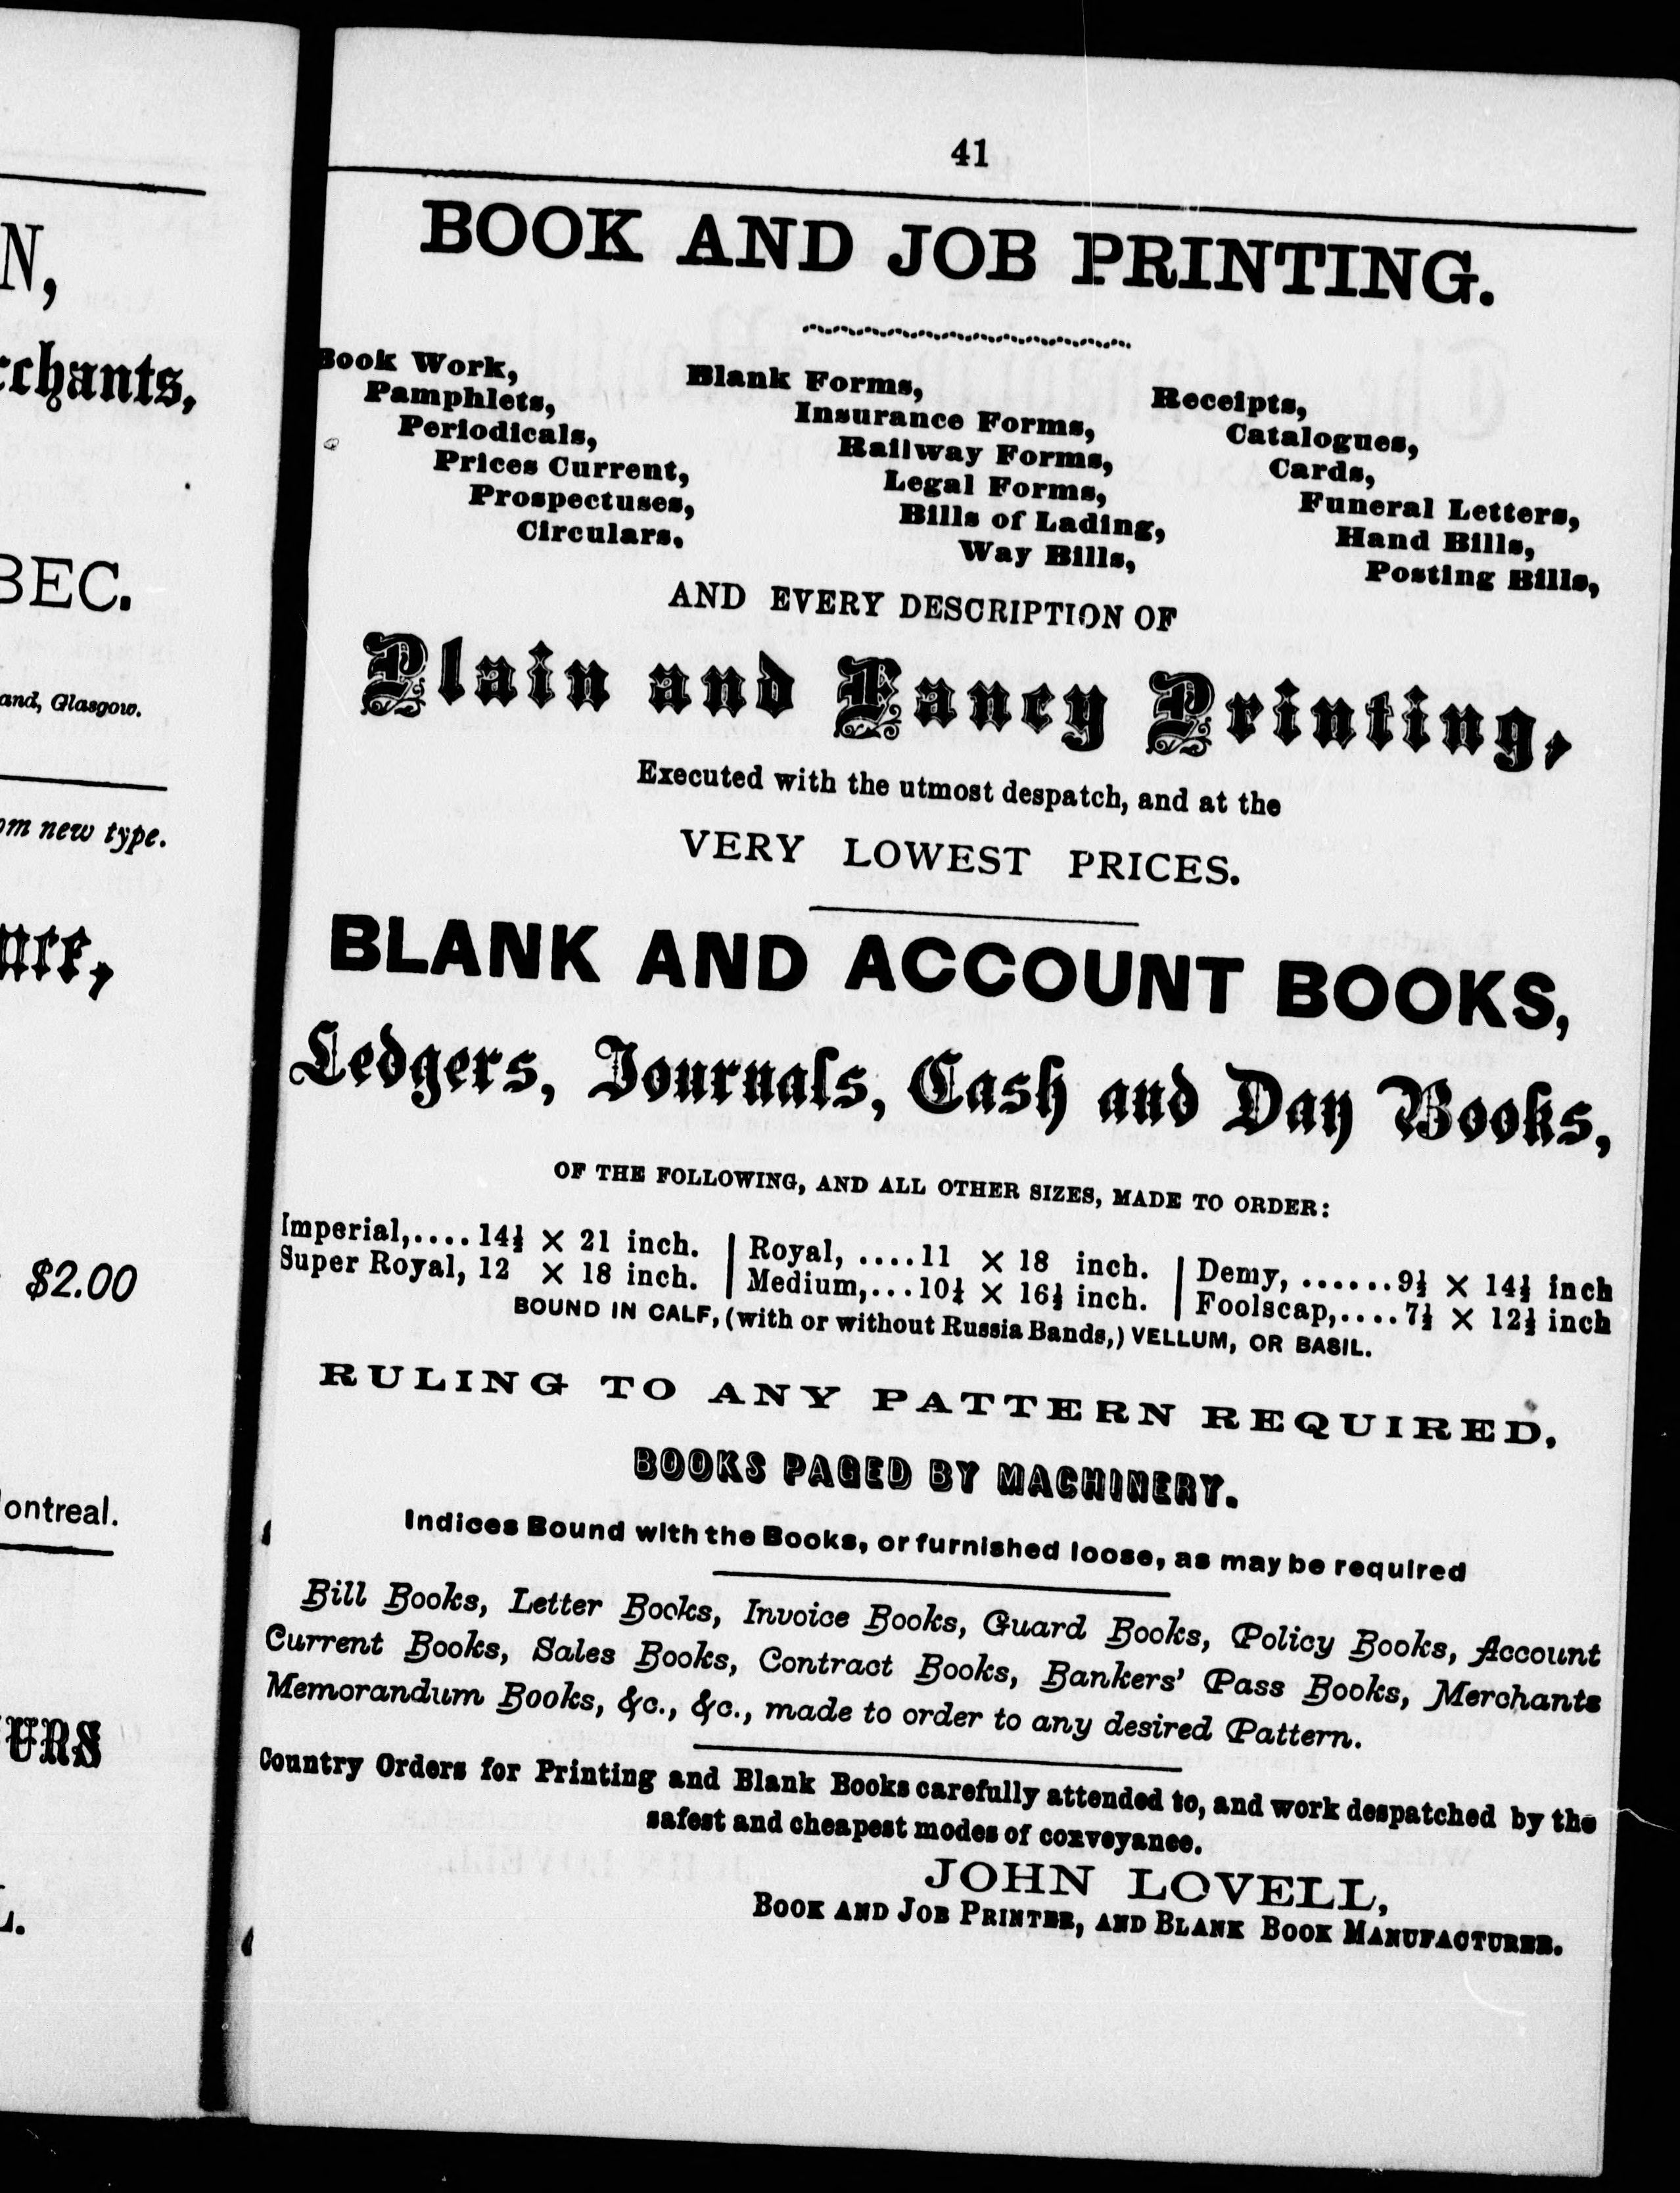 N,
rchants,
BEC.
and, Glasgow.
om new type.
$2.00
ontreal.
URS
L.
41
BOOK AND JOB PRINTING.
Book Work,
Pamphlets,
Periodicals,
Prices Current,
Prospectuses,
Circulars,
Blank Forms,
Insurance Forms,
Railway Forms,
Legal Forms,
Bills of Lading,
Way Bills,
Receipts,
Catalogues,
Cards,
Funeral Letters,
Hand Bills,
Posting Bills,
AND EVERY DESCRIPTION OF
Plain and Fancy Printing,
Executed with the utmost despatch, and at the
VERY LOWEST PRICES.
BLANK AND ACCOUNT BOOKS,
Ledgers, Journals, Cash and Day Books,
OF THE FOLLOWING, AND ALL OTHER SIZES, MADE TO ORDER:
Imperial,.... 14½ × 21 inch. | Royal, ....11 × 18 inch. | Demy, ......9½ × 14½ inch
Super Royal, 12 × 18 inch. | Medium,...10½ × 16½ inch. | Foolscap,....7½ × 12½ inch
BOUND IN CALF, (with or without Russia Bands,) VELLUM, OR BASIL.
RULING TO ANY PATTERN REQUIRED,
BOOKS PAGED BY MACHINERY.
Indices Bound with the Books, or furnished loose, as may be required
Bill Books, Letter Books, Invoice Books, Guard Books, Policy Books, Account
Current Books, Sales Books, Contract Books, Bankers' Pass Books, Merchants
Memorandum Books, &c., &c., made to order to any desired Pattern.
Country Orders for Printing and Blank Books carefully attended to, and work despatched by the
safest and cheapest modes of conveyance.
JOHN LOVELL,
BOOK AND JOB PRINTER, AND BLANK BOOK MANUFACTURER.